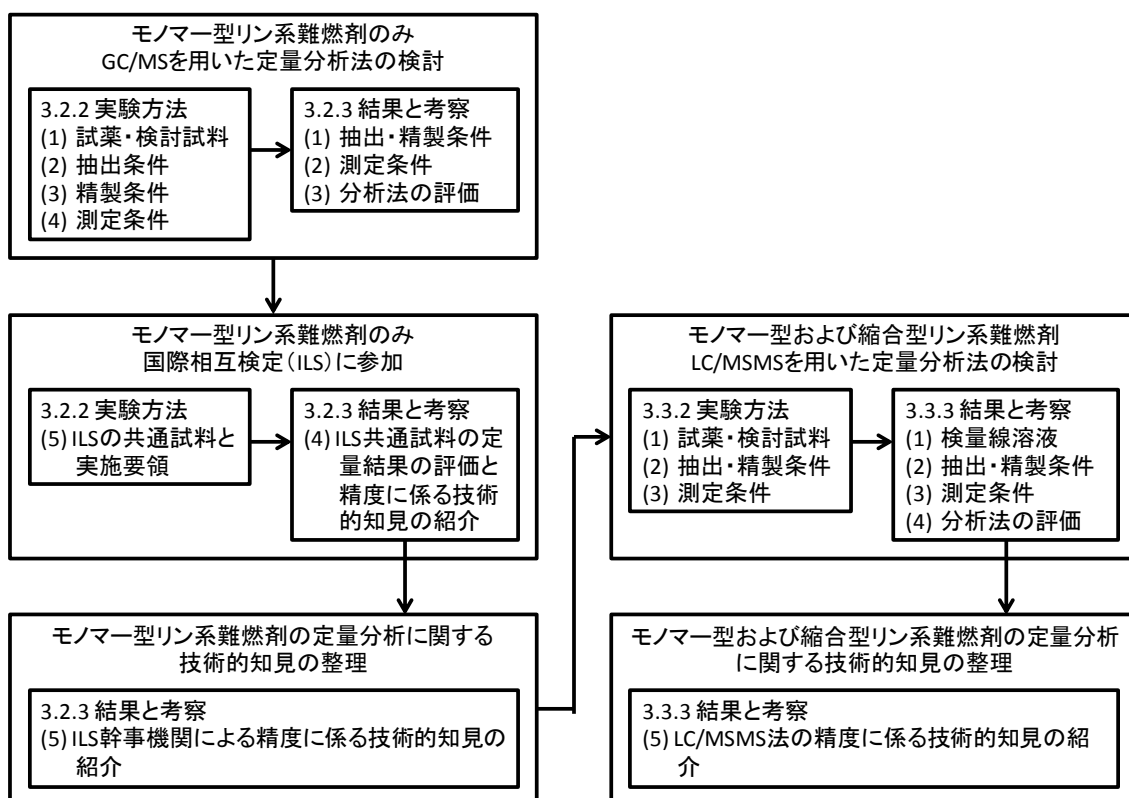 モノマー型リン系難燃剤のみ
GC/MSを用いた定量分析法の検討
3.2.2 実験方法
(1) 試薬・検討試料
(2) 抽出条件
(3) 精製条件
(4) 測定条件
3.2.3 結果と考察
(1) 抽出・精製条件
(2) 測定条件
(3) 分析法の評価
モノマー型リン系難燃剤のみ
国際相互検定(ILS)に参加
3.2.2 実験方法
(5) ILSの共通試料と
実施要領
3.2.3 結果と考察
(4) ILS共通試料の定
量結果の評価と
精度に係る技術
的知見の紹介
モノマー型リン系難燃剤の定量分析に関する
技術的知見の整理
3.2.3 結果と考察
(5) ILS幹事機関による精度に係る技術的知見の
紹介
モノマー型および縮合型リン系難燃剤
LC/MSMSを用いた定量分析法の検討
3.3.2 実験方法
(1) 試薬・検討試料
(2) 抽出・精製条件
(3) 測定条件
3.3.3 結果と考察
(1) 検量線溶液
(2) 抽出・精製条件
(3) 測定条件
(4) 分析法の評価
モノマー型および縮合型リン系難燃剤の定量分析
に関する技術的知見の整理
3.3.3 結果と考察
(5) LC/MSMS法の精度に係る技術的知見の紹
介